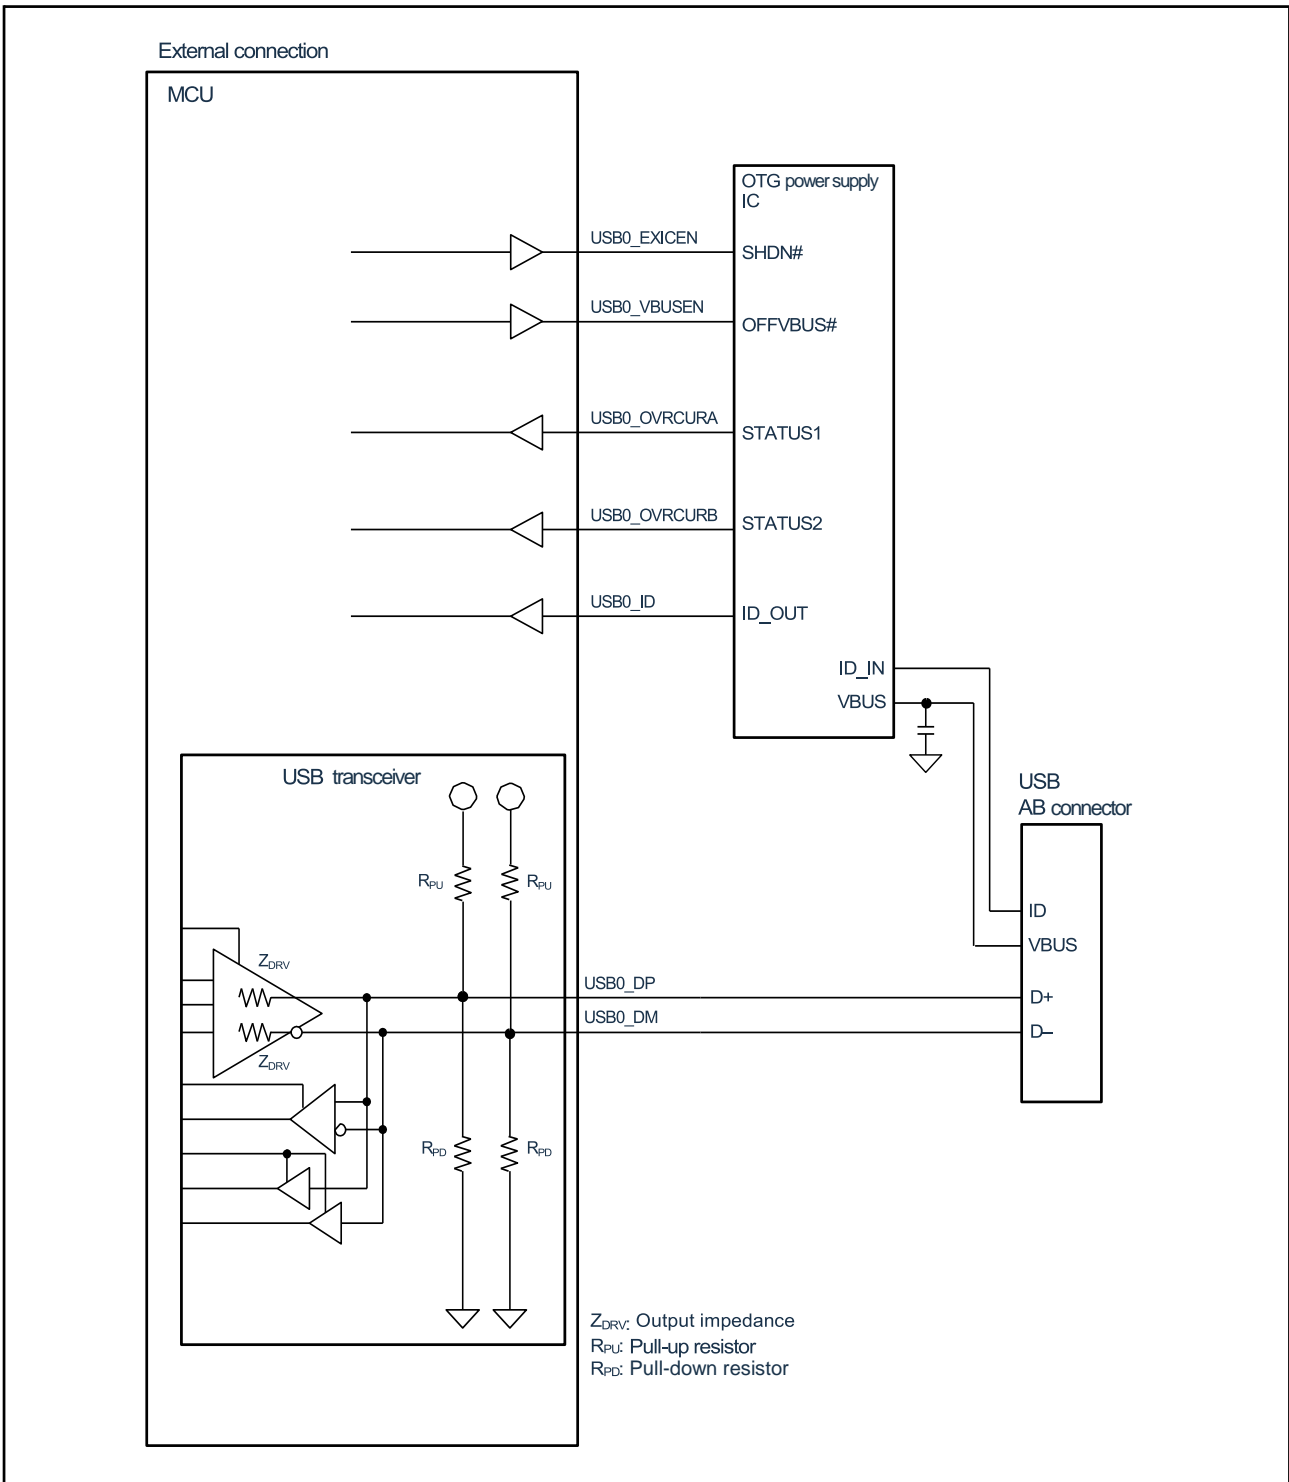 External connection
MCU
OTG power supply
IC
USB0_EXICEN
SHDN#
USB0_VBUSEN
OFFVBUS#
USB0_OVRCURA
STATUS1
USB0_OVRCURB
STATUS2
USB0_ID
ID_OUT
ID_IN
VBUS
USB transceiver
USB
AB connector
RPU
RPU
ID
VBUS
ZDRV
USB0_DP
D+
USB0_DM
D–
ZDRV
RPD
RPD
ZDRV: Output impedance
RPU: Pull-up resistor
RPD: Pull-down resistor